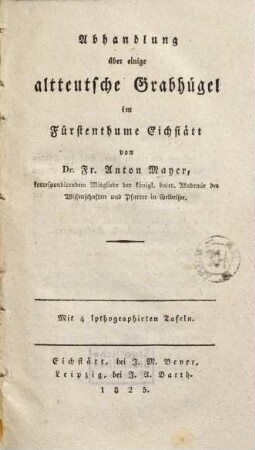 Abhandlung
über einige
altteutsche Grabhügel
im
Fürstenthume Eichstätt
von
Dr. Fr. Anton Mayer,
korrespondirendem Mitgliede der königl. baier. Akademie der
Wissenschaften und Pfarrer in
Mit 4 lythographirten Tafeln.
Eichstätt, bei J. M. Beyer,
Leipzig, bei J. A. Barth.
1825.